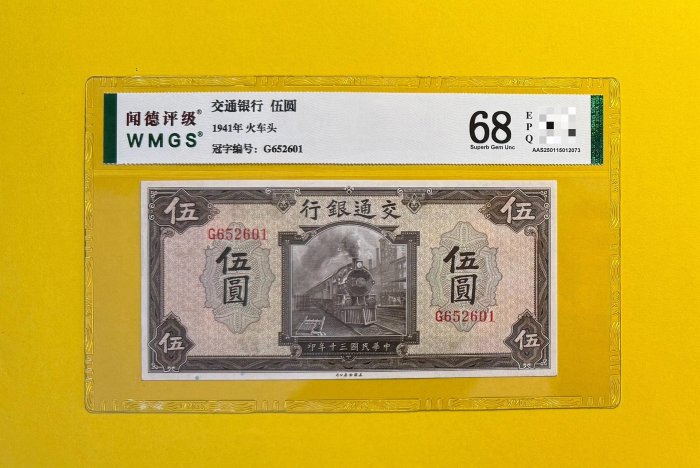 闻德评级®
WMGS®
交通银行 伍圆
1941年 火车头
冠字编号：G652601
68
Superb Gem Unc
EPQ
AAS250115012073
伍
行銀通交
伍
G652601
伍圓
伍圓
G652601
印年十三國民華中
伍
伍